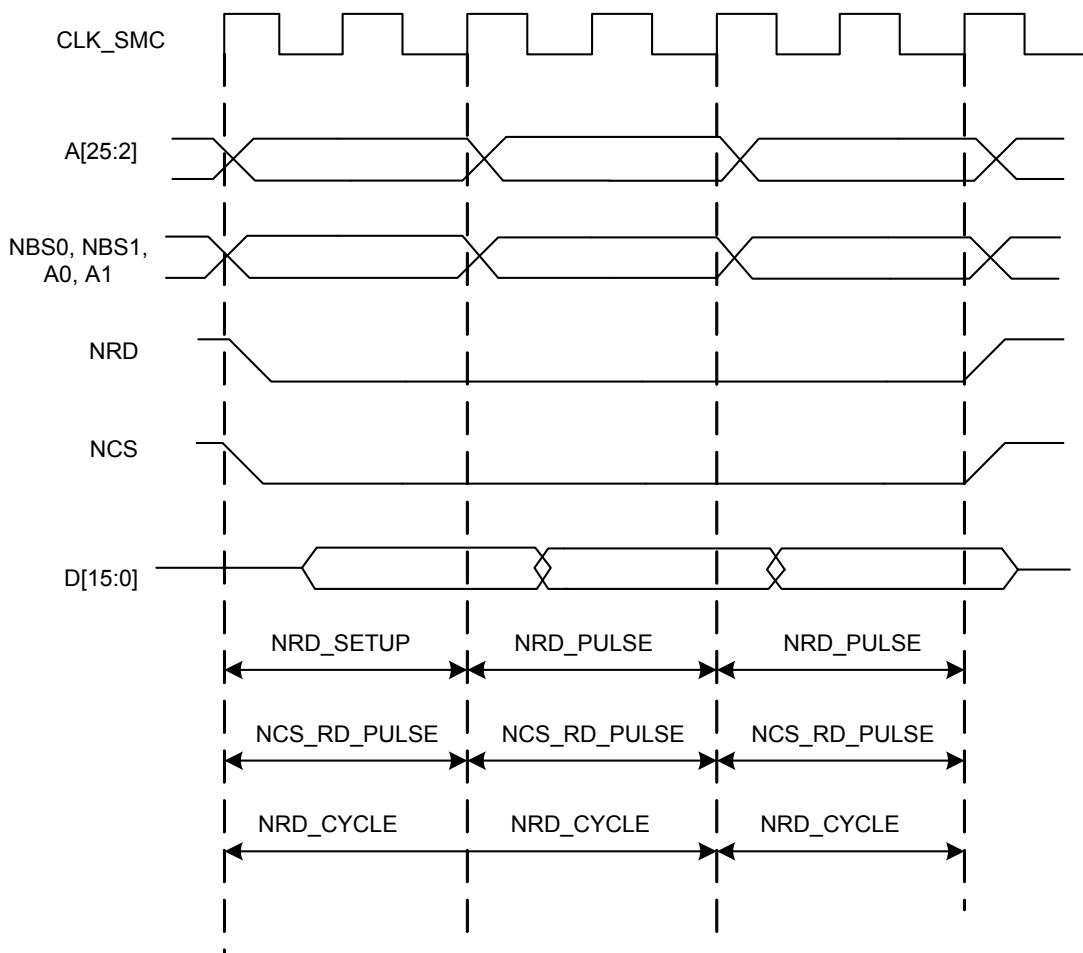 CLK_SMC
A[25:2]
NBS0, NBS1,
A0, A1
NRD
NCS
D[15:0]
NRD_SETUP NRD_PULSE NRD_PULSE
NCS_RD_PULSE NCS_RD_PULSE NCS_RD_PULSE
NRD_CYCLE NRD_CYCLE NRD_CYCLE